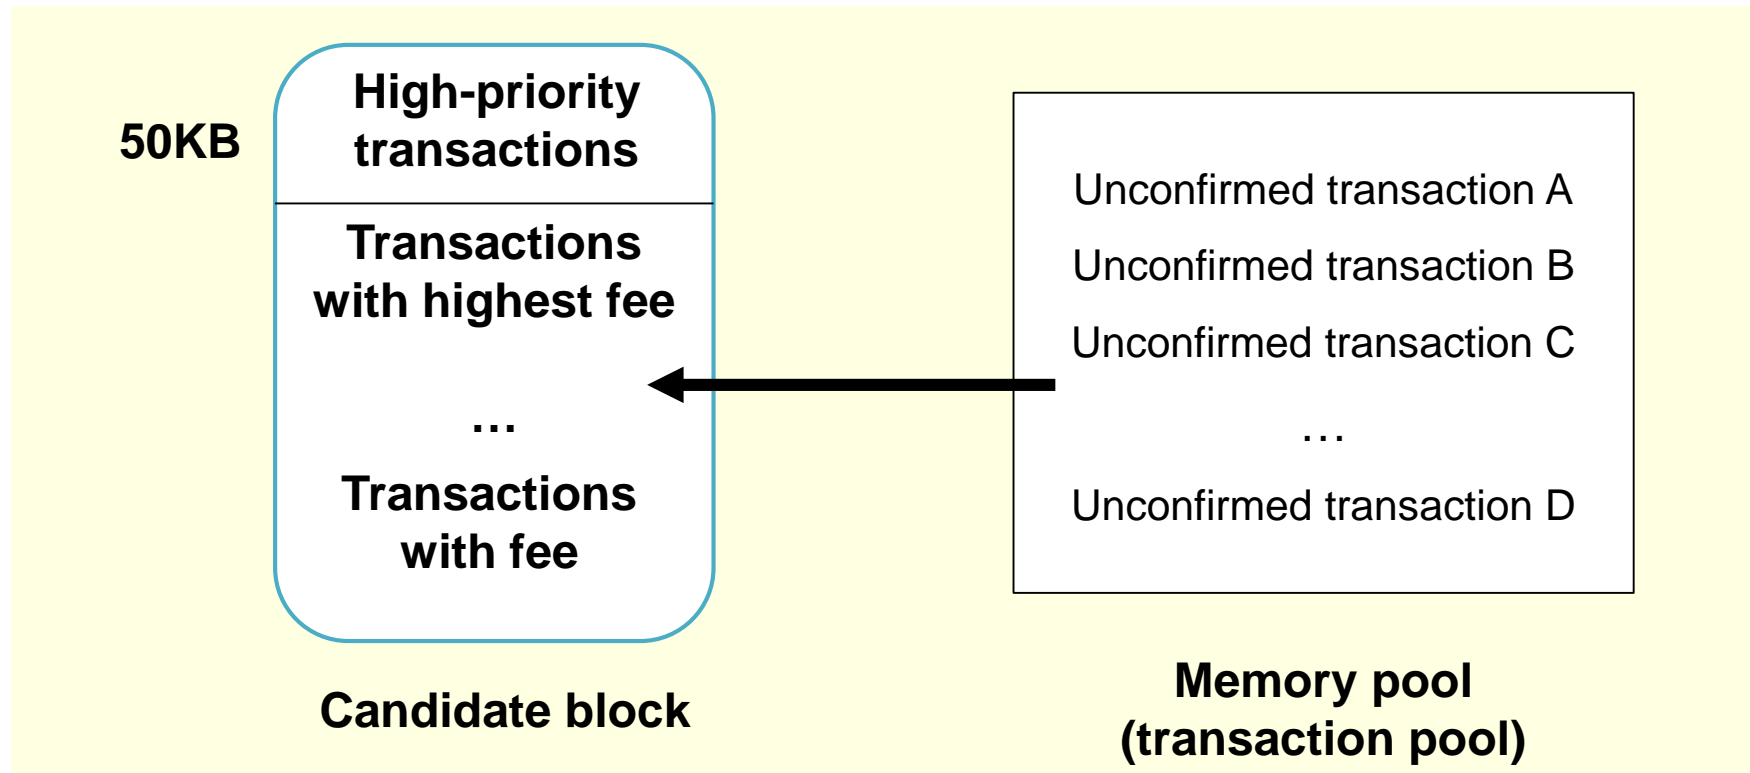 50KB
High-priority
transactions
Transactions
with highest fee
…
Transactions
with fee
Candidate block
Unconfirmed transaction A
Unconfirmed transaction B
Unconfirmed transaction C
…
Unconfirmed transaction D
Memory pool
(transaction pool)